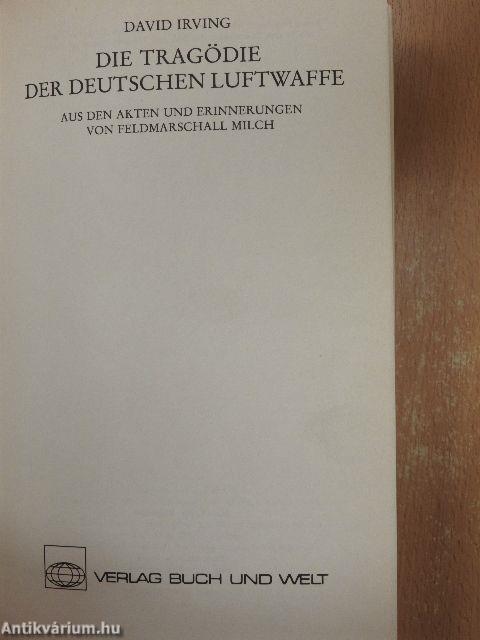 DAVID IRVING
DIE TRAGÖDIE
DER DEUTSCHEN LUFTWAFFE
AUS DEN AKTEN UND ERINNERUNGEN
VON FELDMARSCHALL MILCH
VERLAG BUCH UND WELT
Antikvárium.hu